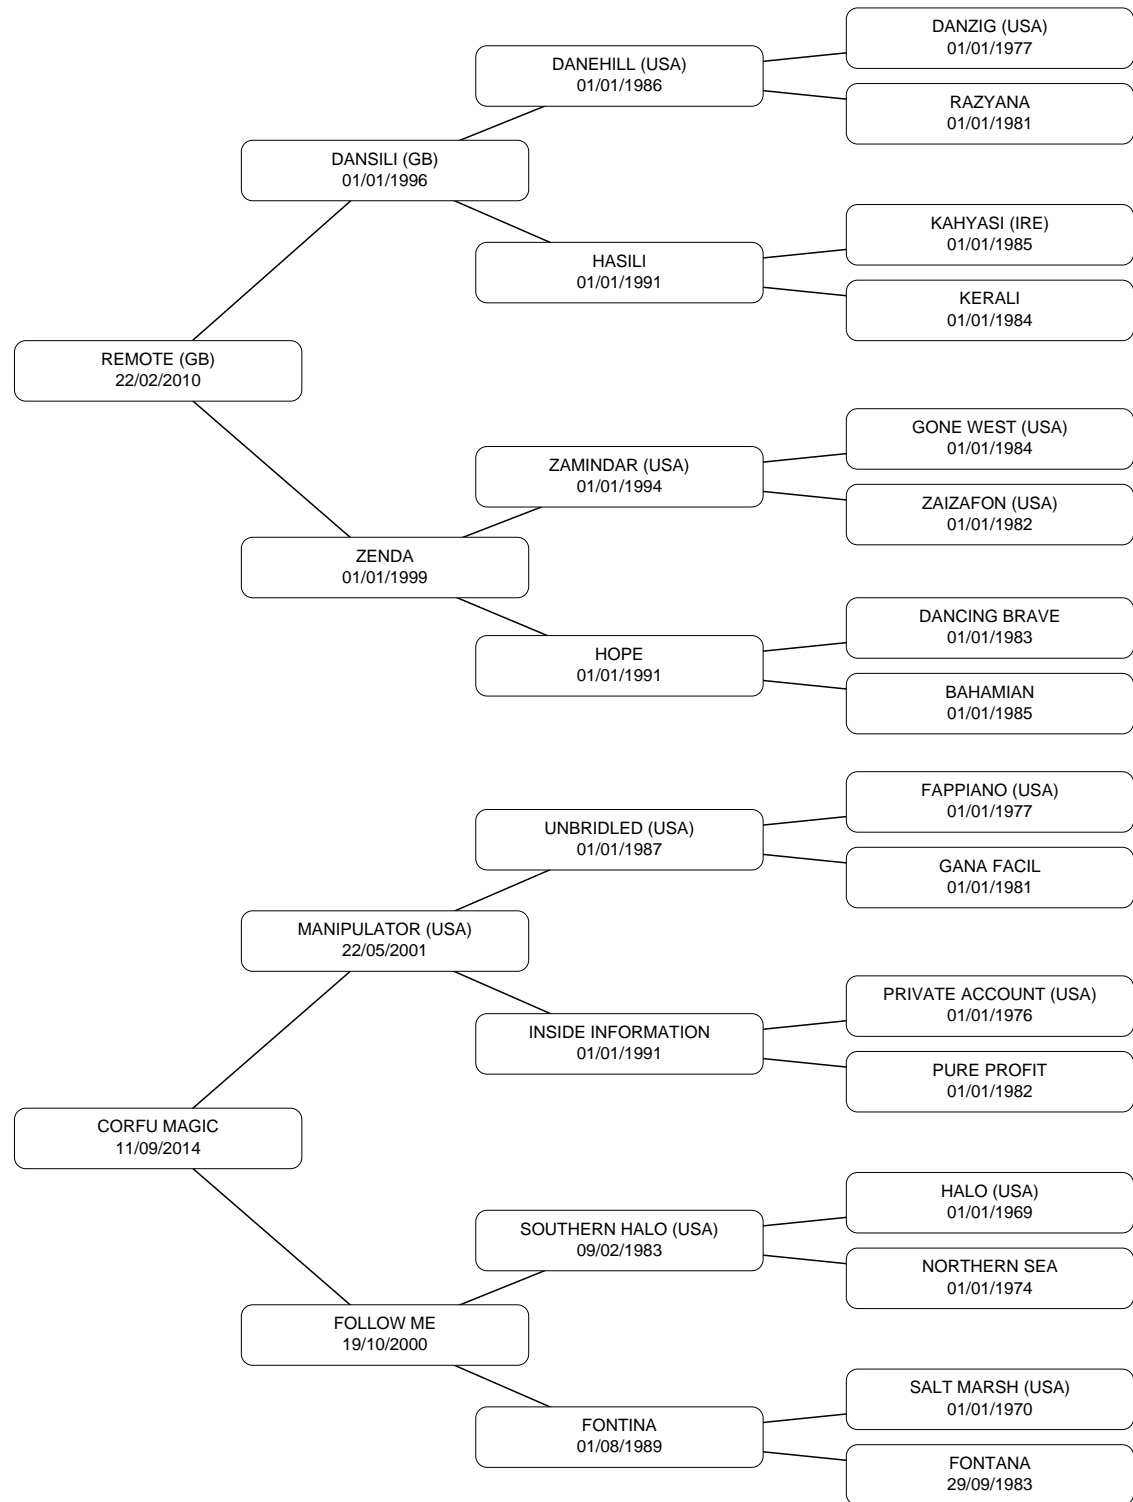 DANZIG (USA)
01/01/1977
DANEHILL (USA)
01/01/1986
RAZYANA
01/01/1981
DANSILI (GB)
01/01/1996
KAHYASI (IRE)
01/01/1985
HASILI
01/01/1991
KERALI
01/01/1984
REMOTE (GB)
22/02/2010
GONE WEST (USA)
01/01/1984
ZAMINDAR (USA)
01/01/1994
ZAIZAFON (USA)
01/01/1982
ZENDA
01/01/1999
DANCING BRAVE
01/01/1983
HOPE
01/01/1991
BAHAMIAN
01/01/1985
FAPPIANO (USA)
01/01/1977
UNBRIDLED (USA)
01/01/1987
GANA FACIL
01/01/1981
MANIPULATOR (USA)
22/05/2001
PRIVATE ACCOUNT (USA)
01/01/1976
INSIDE INFORMATION
01/01/1991
PURE PROFIT
01/01/1982
CORFU MAGIC
11/09/2014
HALO (USA)
01/01/1969
SOUTHERN HALO (USA)
09/02/1983
NORTHERN SEA
01/01/1974
FOLLOW ME
19/10/2000
SALT MARSH (USA)
01/01/1970
FONTINA
01/08/1989
FONTANA
29/09/1983